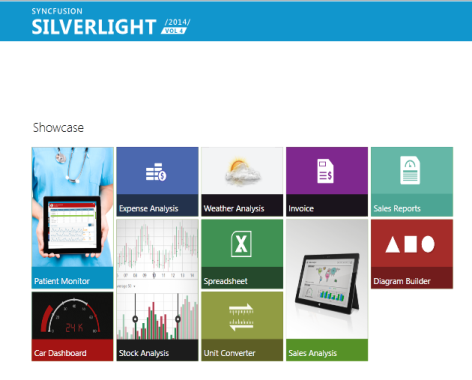 SYNCFUSION
SILVERLIGHT /2014/
VOL 4
Showcase
Expense Analysis
Weather Analysis
Invoice
Sales Reports
Patient Monitor
Spreadsheet
Diagram Builder
24 K
Car Dashboard
Stock Analysis
Unit Converter
Sales Analysis